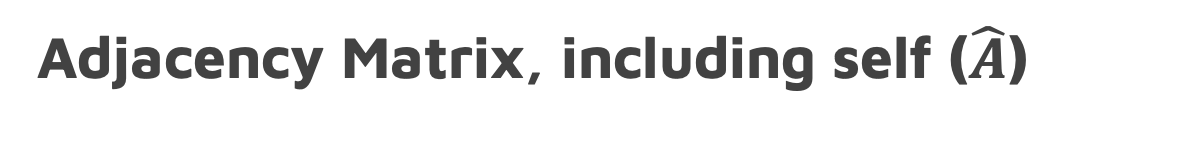 Adjacency Matrix, including self (Â)